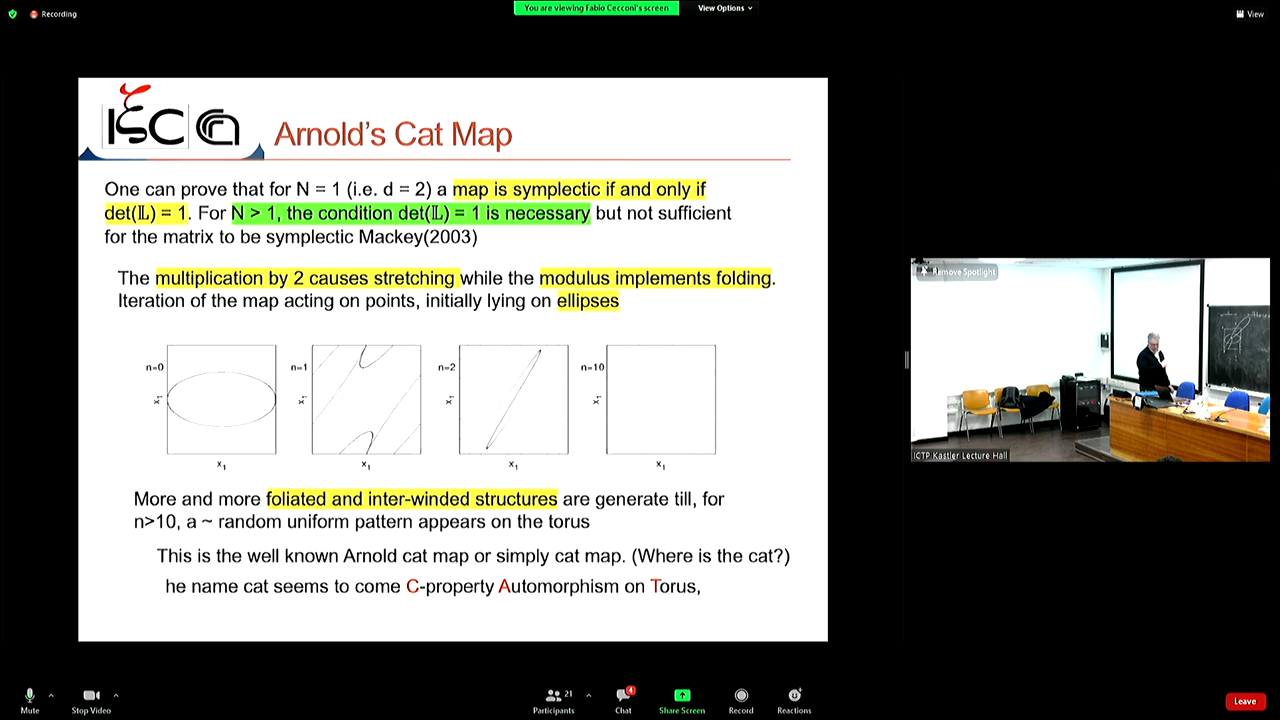 Recording
You are viewing Fabio Cecconi's screen
View Options
View
Arnold's Cat Map
One can prove that for N = 1 (i.e. d = 2) a map is symplectic if and only if
det(𝕃) = 1. For N > 1, the condition det(𝕃) = 1 is necessary but not sufficient
for the matrix to be symplectic Mackey(2003)
The multiplication by 2 causes stretching while the modulus implements folding.
Iteration of the map acting on points, initially lying on ellipses
n=0
n=1
n=2
n=10
x₁
x₁
x₁
x₁
x₁
x₁
x₁
x₁
More and more foliated and inter-winded structures are generate till, for
n>10, a ~ random uniform pattern appears on the torus
This is the well known Arnold cat map or simply cat map. (Where is the cat?)
he name cat seems to come C-property Automorphism on Torus,
Remove Spotlight
ICTP Kastler Lecture Hall
Mute
Stop Video
21
Participants
4
Chat
Share Screen
Record
Reactions
Leave